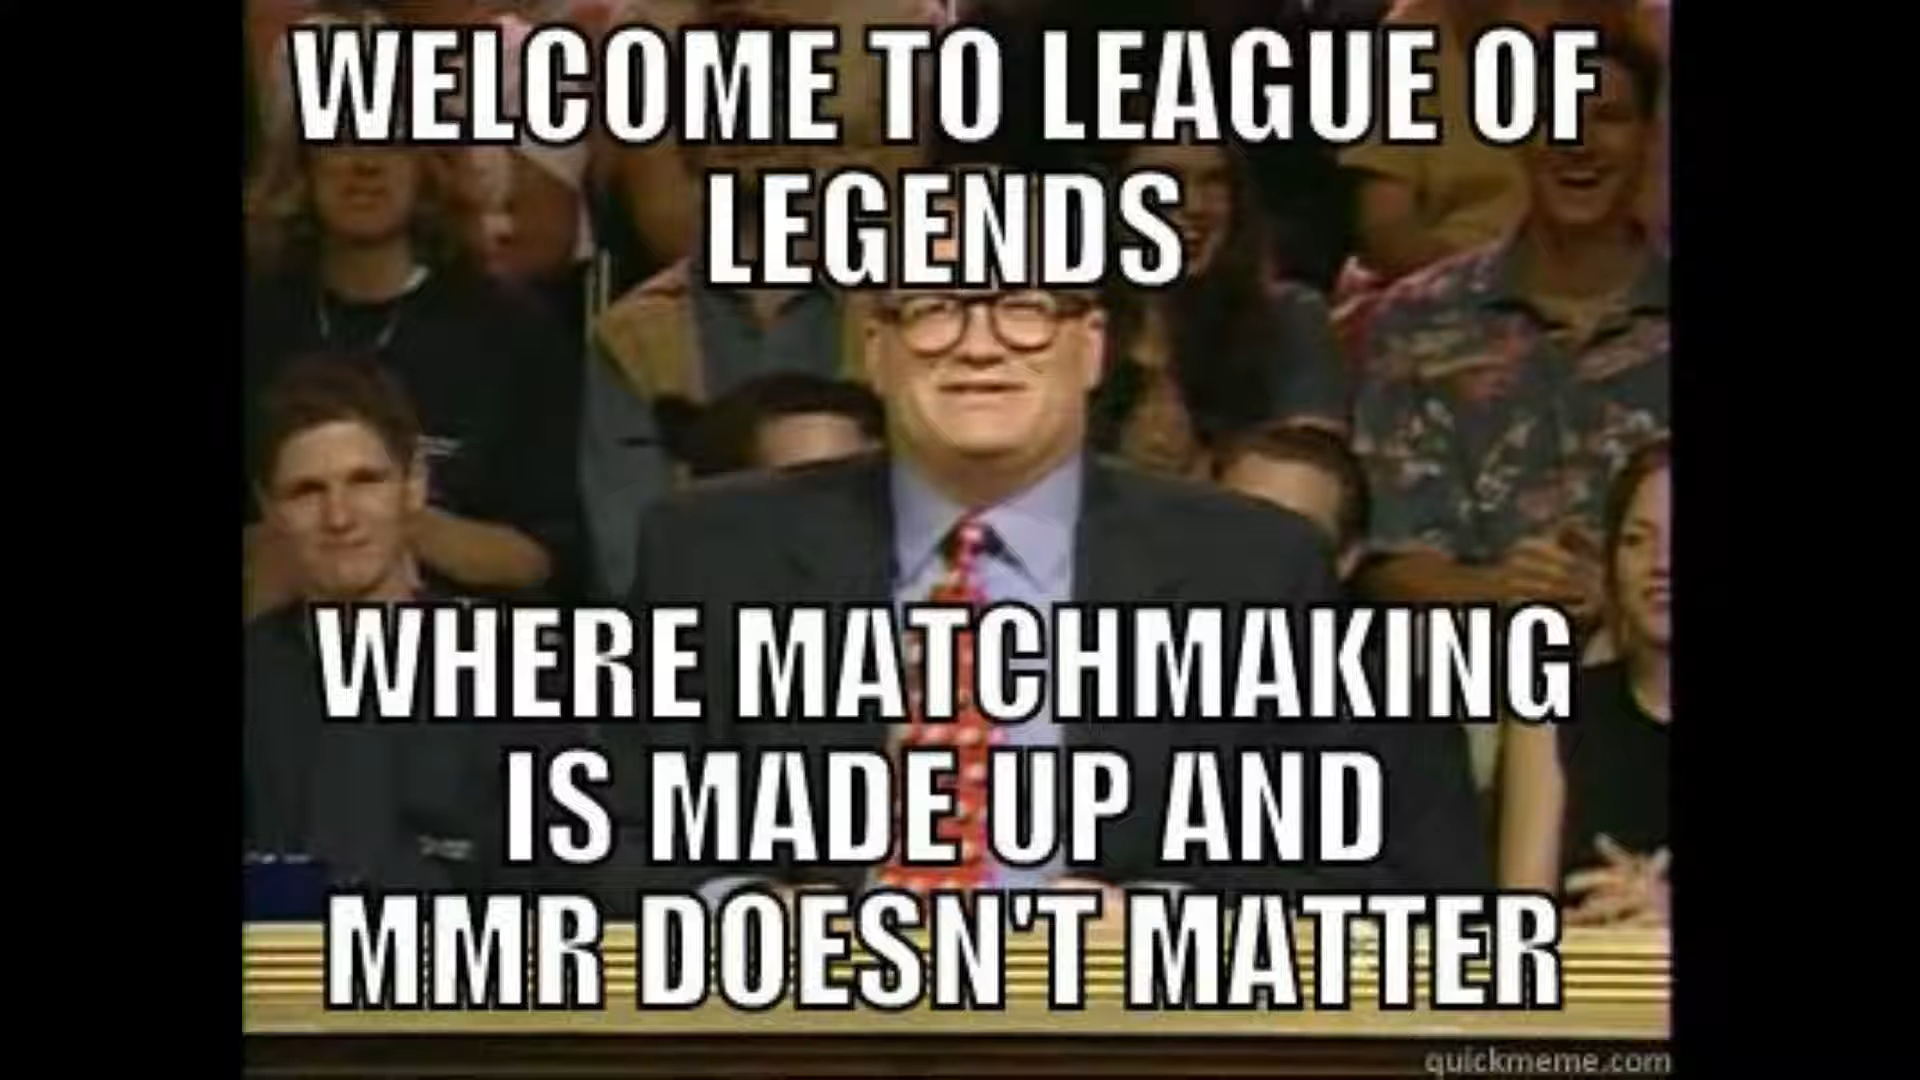 WELCOME TO LEAGUE OF
LEGENDS
WHERE MATCHMAKING
IS MADE UP AND
MMR DOESN'T MATTER
quickmeme.com